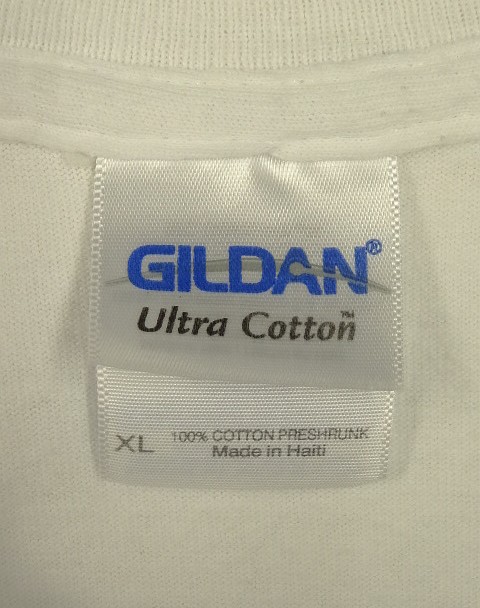 GILDAN®
Ultra Cotton™
XL 100% COTTON PRESHRUNK
Made in Haiti